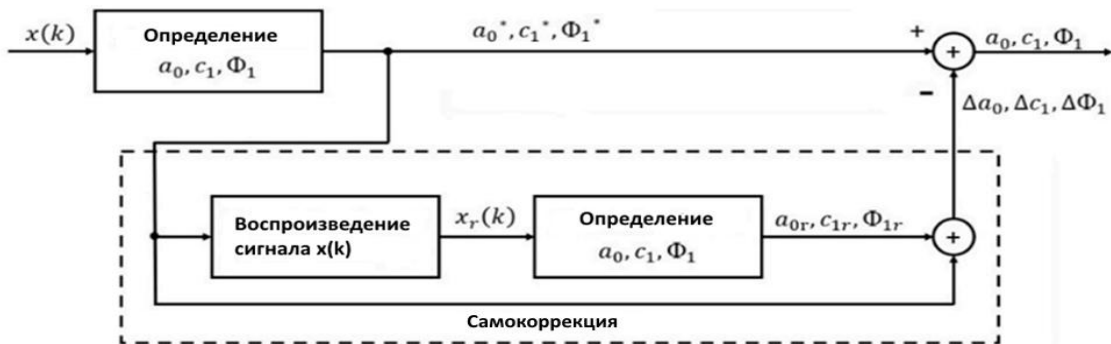 x(k)
Определение
a₀, c₁, Φ₁
a₀*, c₁*, Φ₁*
+
+
a₀, c₁, Φ₁
−
Δa₀, Δc₁, ΔΦ₁
Воспроизведение
сигнала x(k)
xᵣ(k)
Определение
a₀, c₁, Φ₁
a₀ᵣ, c₁ᵣ, Φ₁ᵣ
+
Самокоррекция